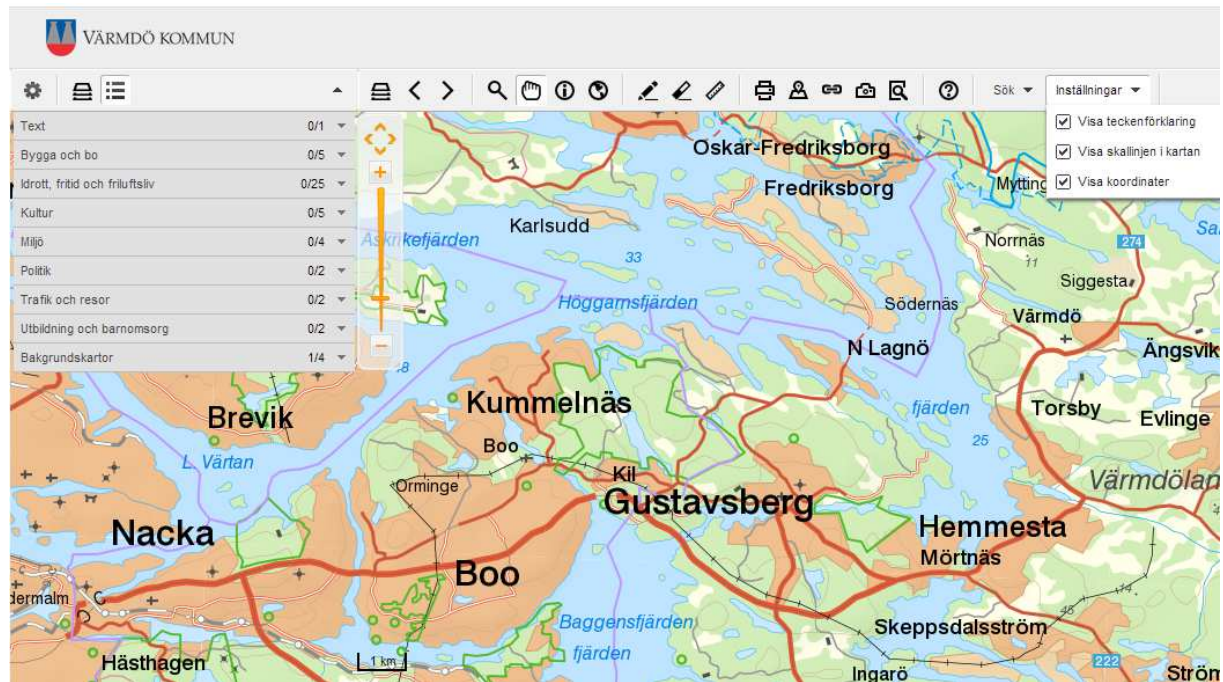 VÄRMDÖ KOMMUN
Sök
Inställningar
Visa teckenförklaring
Visa skallinjen i kartan
Visa koordinater
Text 0/1
Bygga och bo 0/5
Idrott, fritid och friluftsliv 0/25
Kultur 0/5
Miljö 0/4
Politik 0/2
Trafik och resor 0/2
Utbildning och barnomsorg 0/2
Bakgrundskartor 1/4
Oskar-Fredriksborg
Fredriksborg
Mytting
Karlsudd
Askrikefjärden
33
Norrnäs
11
274
Siggesta
Höggarnsfjärden
Södernäs
Värmdö
N Lagnö
Ängsvik
Kummelnäs
Brevik
fjärden
Torsby
Evlinge
25
Boo
L. Värtan
Kil
Orminge
Värmdölan
Gustavsberg
Nacka
Hemmesta
Mörtnäs
Boo
14
45
dermalm
Baggensfjärden
Skeppsdalsström
fjärden
Hästhagen
1 km
222
Ingarö
Ström